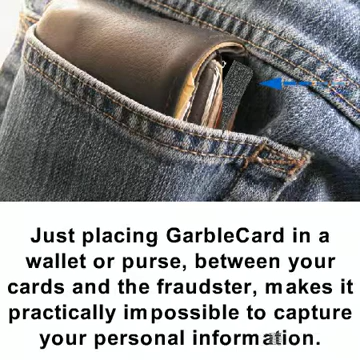 Just placing GarbleCard in a
wallet or purse, between your
cards and the fraudster, makes it
practically impossible to capture
your personal information.